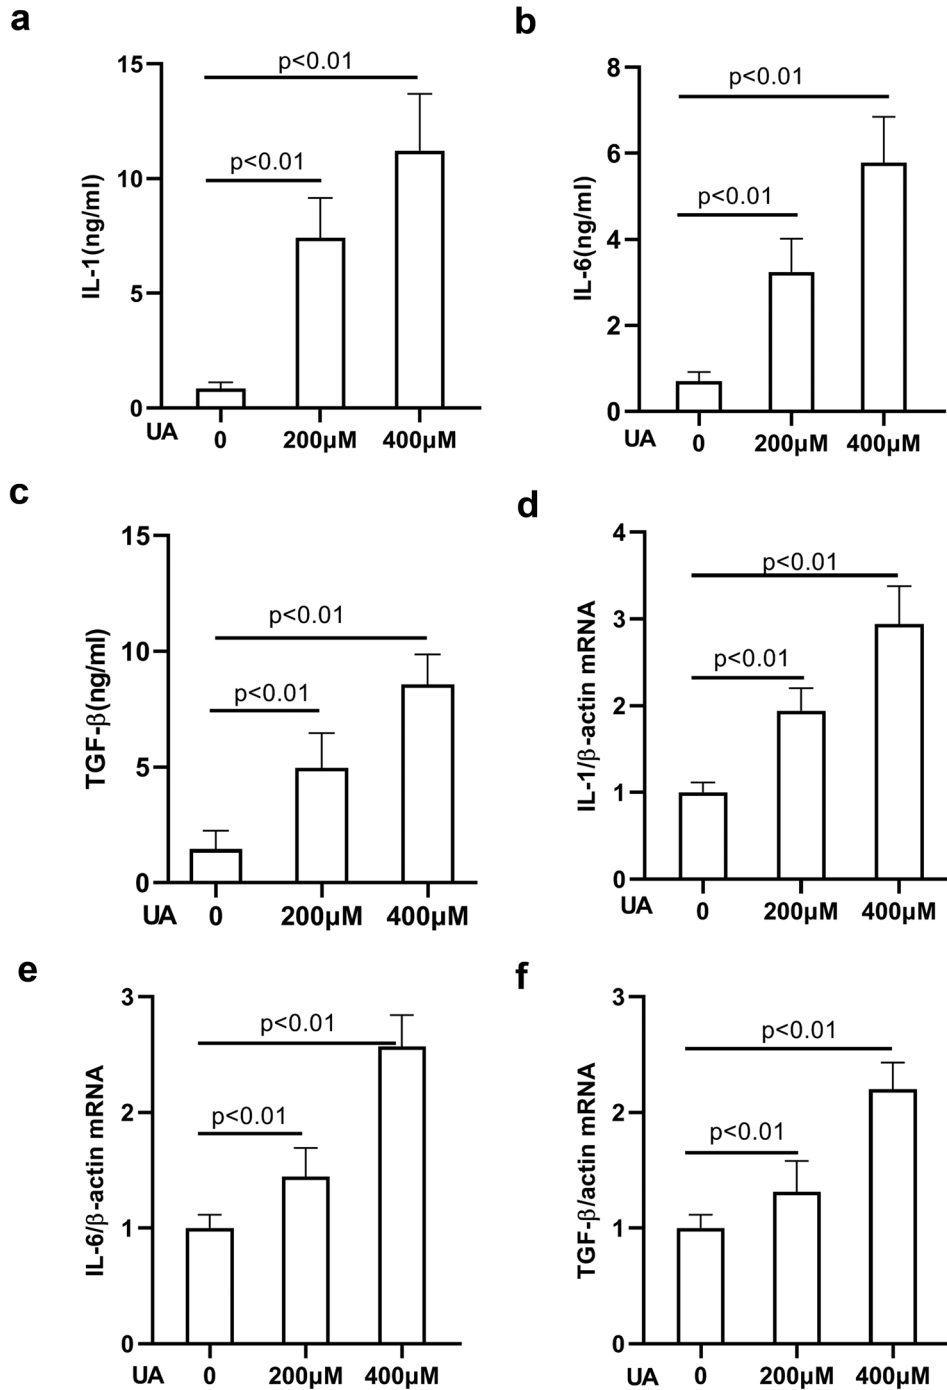 a
15
10
5
0
IL-1(ng/ml)
p<0.01
p<0.01
UA 0 200μM 400μM
b
8
6
4
2
0
IL-6(ng/ml)
p<0.01
p<0.01
UA 0 200μM 400μM
c
15
10
5
0
TGF-β(ng/ml)
p<0.01
p<0.01
UA 0 200μM 400μM
d
4
3
2
1
0
IL-1/β-actin mRNA
p<0.01
p<0.01
UA 0 200μM 400μM
e
3
2
1
0
IL-6/β-actin mRNA
p<0.01
p<0.01
UA 0 200μM 400μM
f
3
2
1
0
TGF-β/actin mRNA
p<0.01
p<0.01
UA 0 200μM 400μM